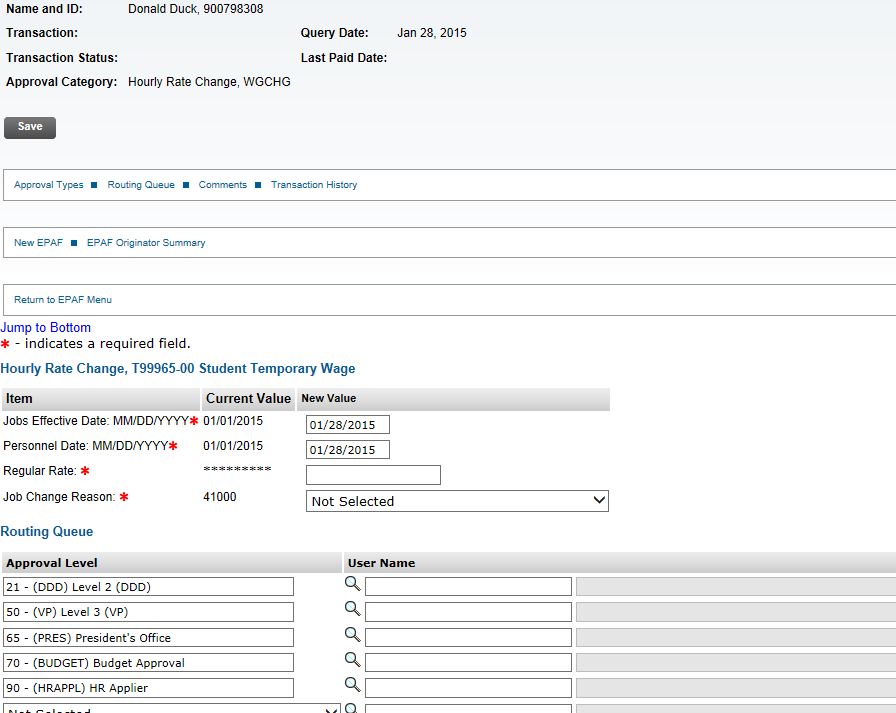 Name and ID: Donald Duck, 900798308
Transaction: Query Date: Jan 28, 2015
Transaction Status: Last Paid Date:
Approval Category: Hourly Rate Change, WGCHG
Save
Approval Types Routing Queue Comments Transaction History
New EPAF EPAF Originator Summary
Return to EPAF Menu
Jump to Bottom
* - indicates a required field.
Hourly Rate Change, T99965-00 Student Temporary Wage
Item Current Value New Value
Jobs Effective Date: MM/DD/YYYY* 01/01/2015 01/28/2015
Personnel Date: MM/DD/YYYY* 01/01/2015 01/28/2015
Regular Rate: * *********
Job Change Reason: * 41000 Not Selected
Routing Queue
Approval Level User Name
21 - (DDD) Level 2 (DDD)
50 - (VP) Level 3 (VP)
65 - (PRES) President's Office
70 - (BUDGET) Budget Approval
90 - (HRAPPL) HR Applier
Not Selected